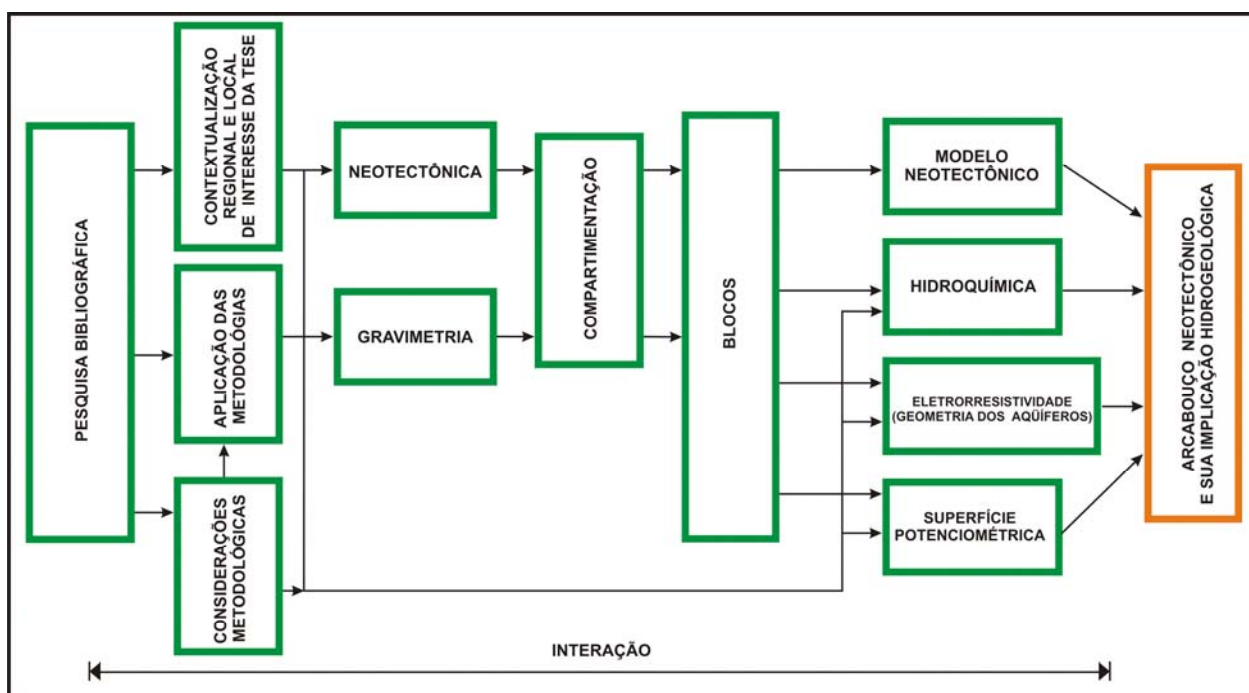 PESQUISA BIBLIOGRÁFICA
CONTEXTUALIZAÇÃO
REGIONAL E LOCAL
DE INTERESSE DA TESE
APLICAÇÃO DAS
METODOLÓGIAS
CONSIDERAÇÕES
METODOLÓGICAS
NEOTECTÔNICA
GRAVIMETRIA
COMPARTIMENTAÇÃO
BLOCOS
MODELO
NEOTECTÔNICO
HIDROQUÍMICA
ELETRORRESISTIVIDADE
(GEOMETRIA DOS AQÜÍFEROS)
SUPERFÍCIE
POTENCIOMÉTRICA
ARCABOUÇO NEOTECTÔNICO
E SUA IMPLICAÇÃO HIDROGEOLÓGICA
INTERAÇÃO